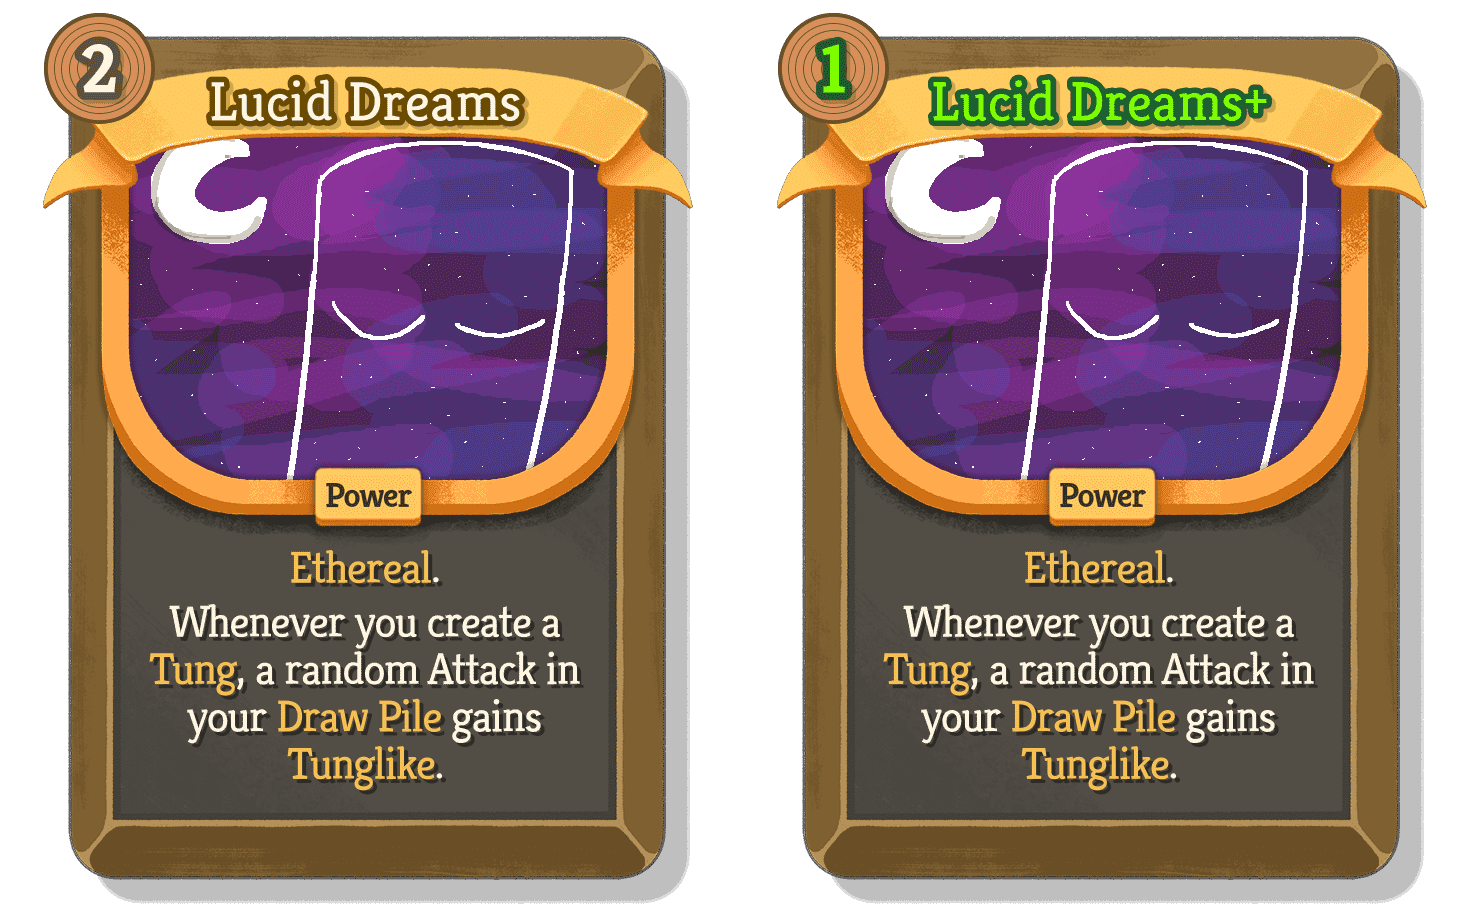 2
Lucid Dreams
Power
Ethereal.
Whenever you create a
Tung, a random Attack in
your Draw Pile gains
Tunglike.
1
Lucid Dreams+
Power
Ethereal.
Whenever you create a
Tung, a random Attack in
your Draw Pile gains
Tunglike.